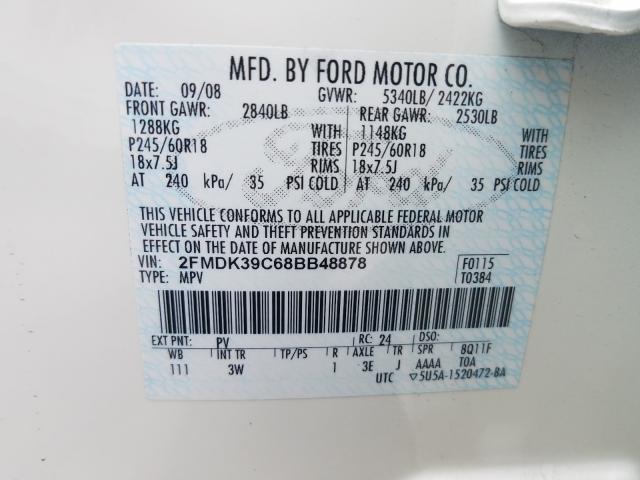 MFD. BY FORD MOTOR CO.
DATE: 09/08 GVWR: 5340LB/ 2422KG
FRONT GAWR: 2840LB REAR GAWR: 2530LB
1288KG WITH 1148KG WITH
P245/60R18 TIRES P245/60R18 TIRES
18x7.5J RIMS 18x7.5J RIMS
AT 240 kPa/ 35 PSI COLD AT 240 kPa/ 35 PSI COLD
Ford
THIS VEHICLE CONFORMS TO ALL APPLICABLE FEDERAL MOTOR
VEHICLE SAFETY AND THEFT PREVENTION STANDARDS IN
EFFECT ON THE DATE OF MANUFACTURE SHOWN ABOVE.
VIN: 2FMDK39C68BB48878 F0115
TYPE: MPV T0384
EXT PNT: PV RC: 24 DSO:
WB INT TR TP/PS R AXLE TR SPR 8Q11F
111 3W 1 3E J AAAA T0A
UTC ▽5U5A-1520472-BA